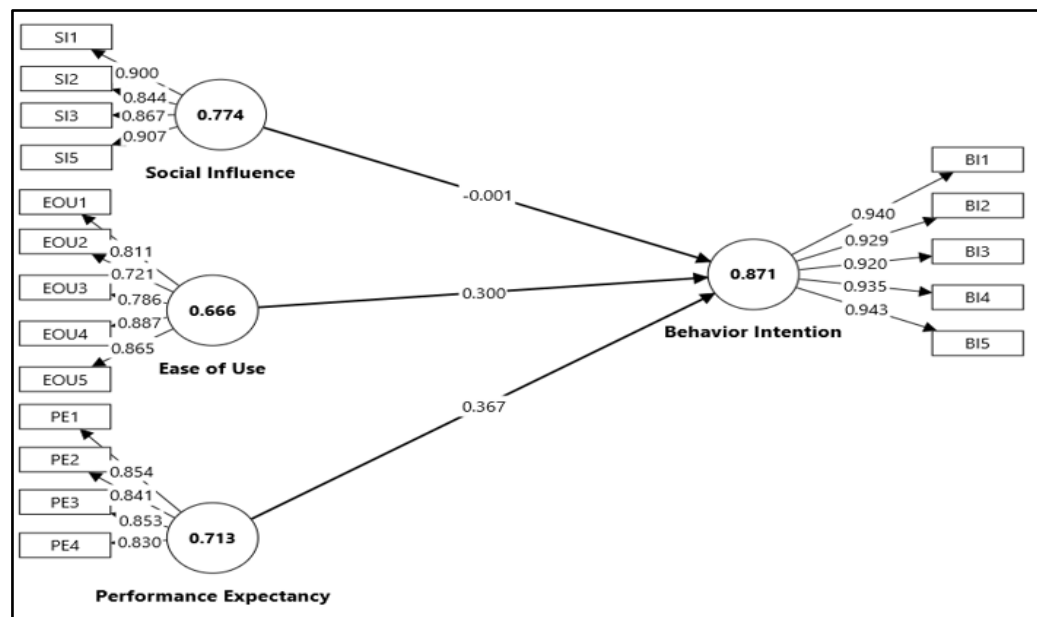 SI1
SI2
SI3
SI5
0.900
0.844
0.867
0.907
0.774
Social Influence
EOU1
EOU2
EOU3
EOU4
EOU5
0.811
0.721
0.786
0.887
0.865
0.666
Ease of Use
PE1
PE2
PE3
PE4
0.854
0.841
0.853
0.830
0.713
Performance Expectancy
-0.001
0.300
0.367
0.871
Behavior Intention
0.940
0.929
0.920
0.935
0.943
BI1
BI2
BI3
BI4
BI5